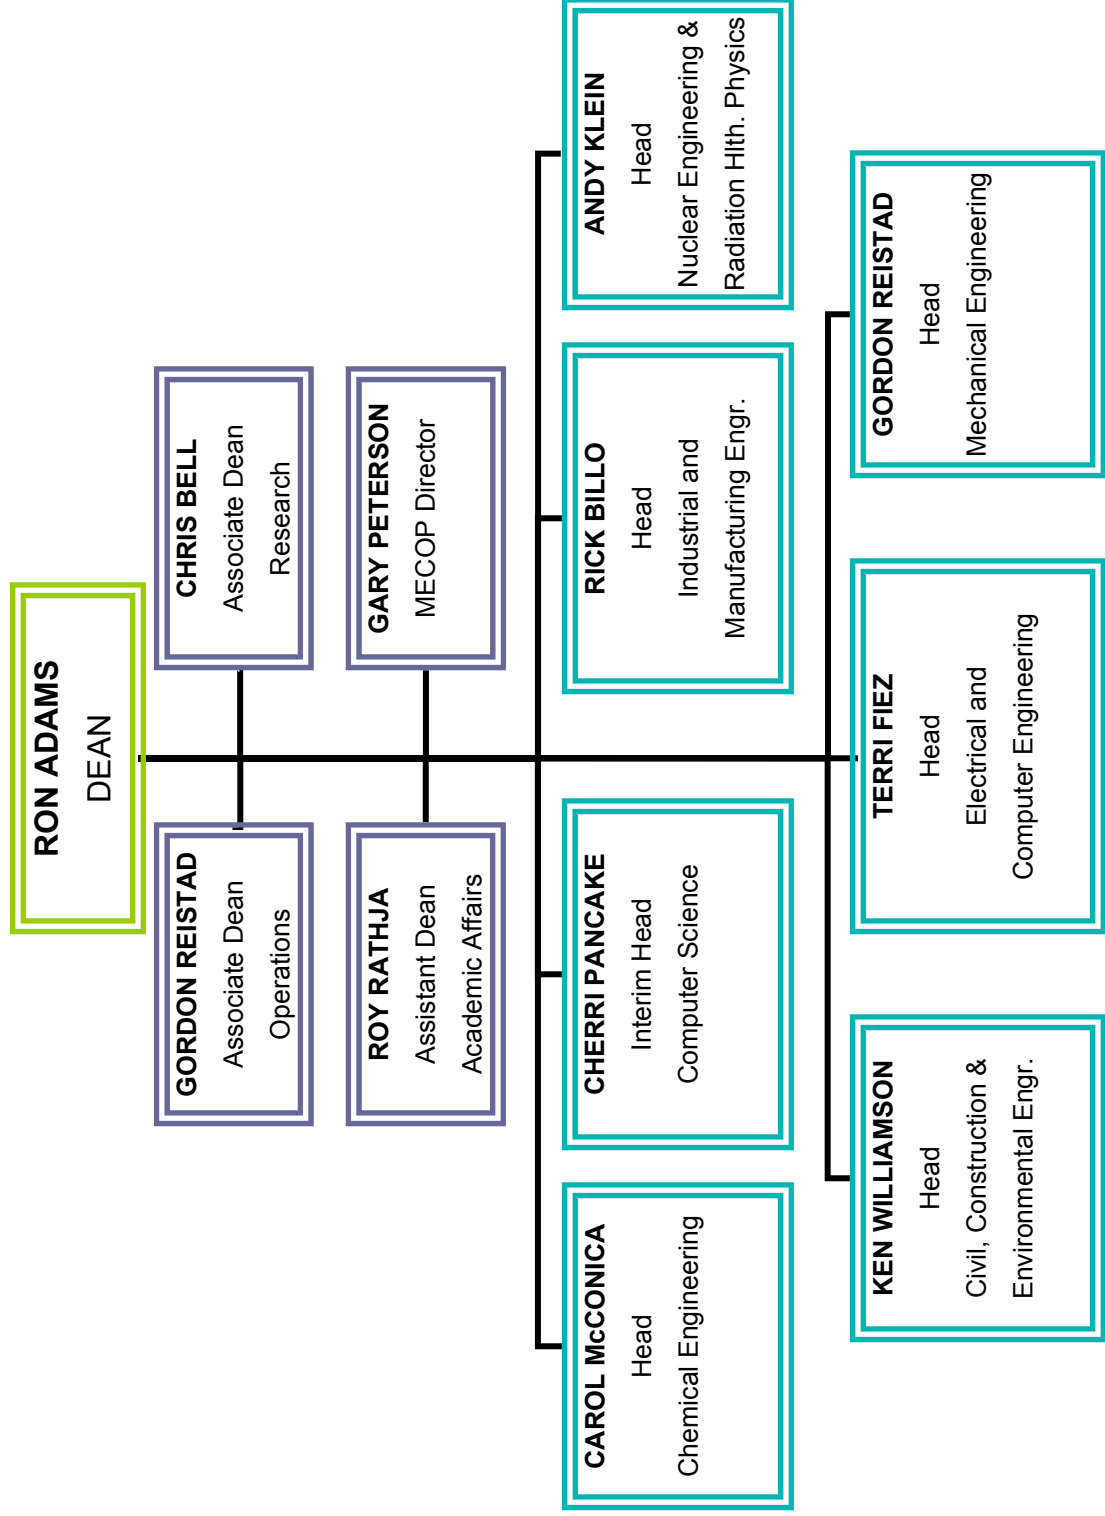 RON ADAMS
DEAN
GORDON REISTAD
Associate Dean
Operations
CHRIS BELL
Associate Dean
Research
ROY RATHJA
Assistant Dean
Academic Affairs
GARY PETERSON
MECOP Director
CAROL McCONICA
Head
Chemical Engineering
CHERRI PANCAKE
Interim Head
Computer Science
RICK BILLO
Head
Industrial and
Manufacturing Engr.
ANDY KLEIN
Head
Nuclear Engineering &
Radiation Hlth. Physics
KEN WILLIAMSON
Head
Civil, Construction &
Environmental Engr.
TERRI FIEZ
Head
Electrical and
Computer Engineering
GORDON REISTAD
Head
Mechanical Engineering